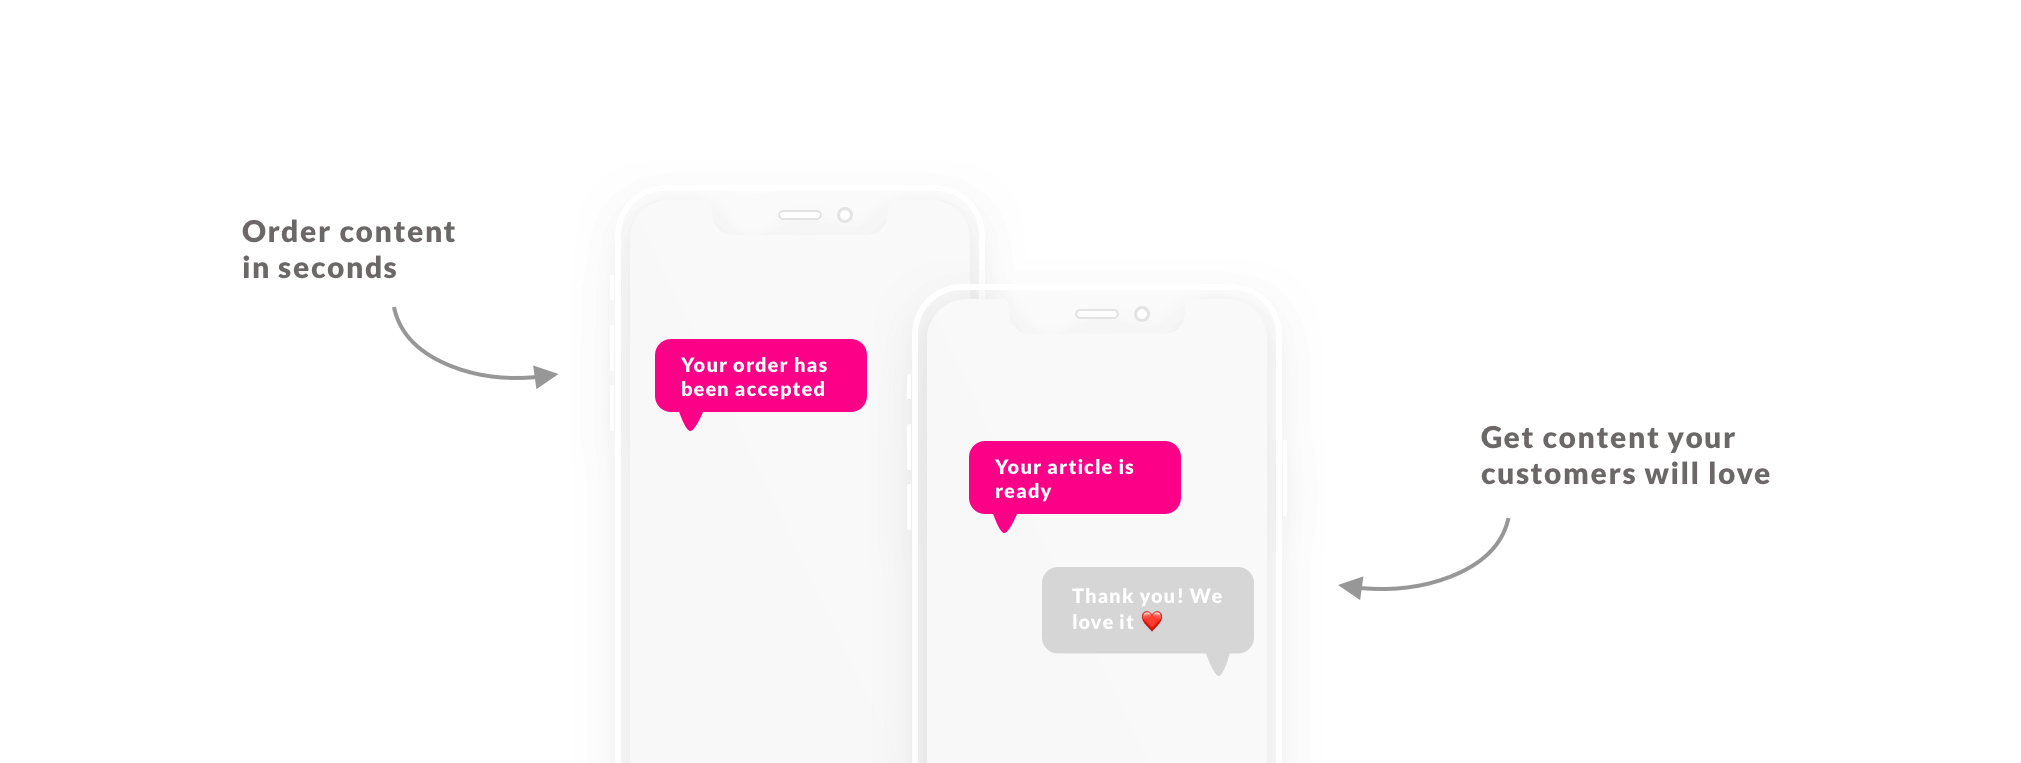 Order content
in seconds
Your order has
been accepted
Your article is
ready
Thank you! We
love it ❤️
Get content your
customers will love